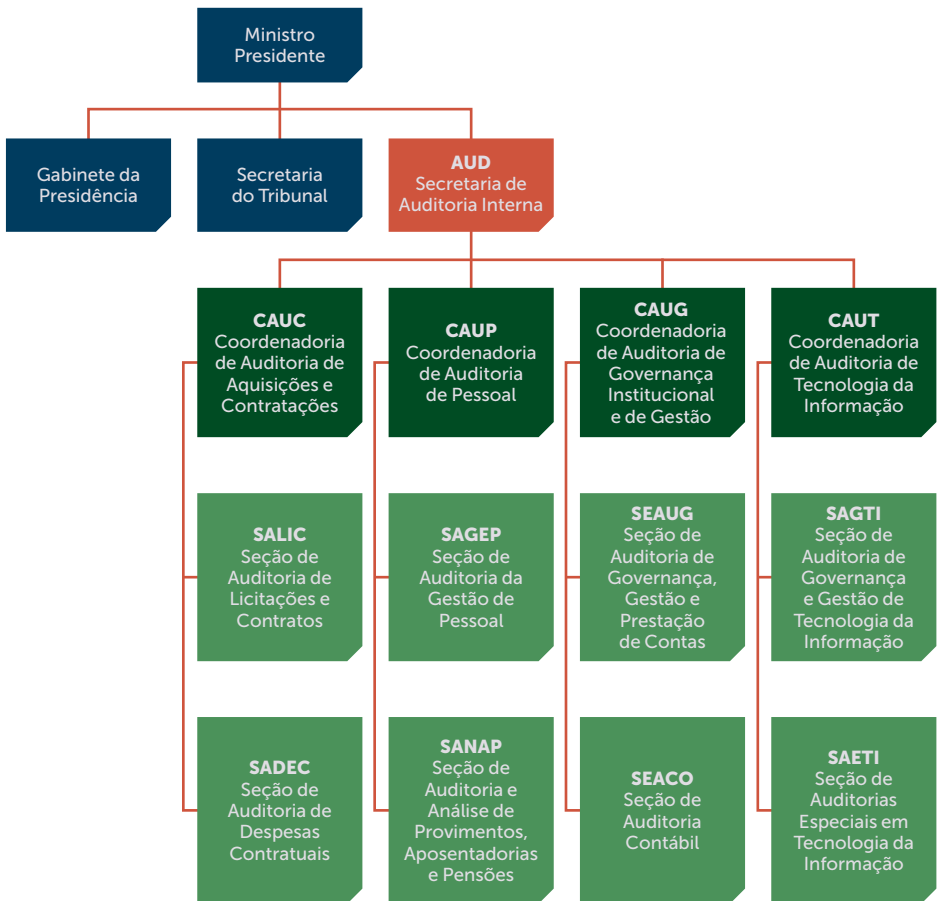 Ministro
Presidente
Gabinete da
Presidência
Secretaria
do Tribunal
AUD
Secretaria de
Auditoria Interna
CAUC
Coordenadoria
de Auditoria de
Aquisições e
Contratações
CAUP
Coordenadoria
de Auditoria
de Pessoal
CAUG
Coordenadoria
de Auditoria de
Governança
Institucional
e de Gestão
CAUT
Coordenadoria
de Auditoria de
Tecnologia da
Informação
SALIC
Seção de
Auditoria de
Licitações e
Contratos
SAGEP
Seção de
Auditoria da
Gestão de
Pessoal
SEAUG
Seção de
Auditoria de
Governança,
Gestão e
Prestação
de Contas
SAGTI
Seção de
Auditoria de
Governança
e Gestão de
Tecnologia da
Informação
SADEC
Seção de
Auditoria de
Despesas
Contratuais
SANAP
Seção de
Auditoria e
Análise de
Provimentos,
Aposentadorias
e Pensões
SEACO
Seção de
Auditoria
Contábil
SAETI
Seção de
Auditorias
Especiais em
Tecnologia da
Informação